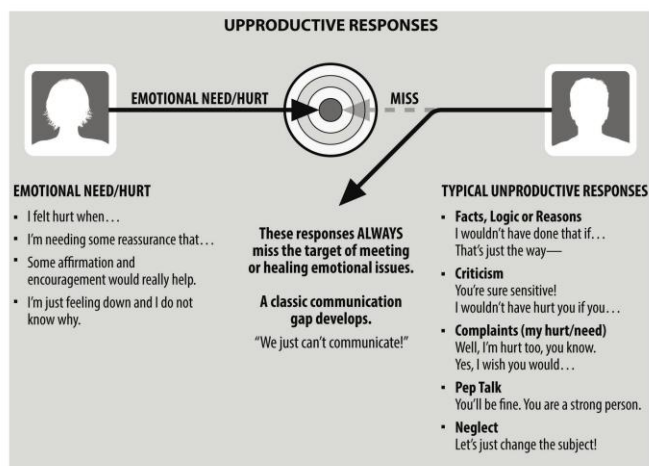 UPPRODUCTIVE RESPONSES
EMOTIONAL NEED/HURT
MISS
EMOTIONAL NEED/HURT
▪ I felt hurt when…
▪ I'm needing some reassurance that…
▪ Some affirmation and
encouragement would really help.
▪ I'm just feeling down and I do not
know why.
These responses ALWAYS
miss the target of meeting
or healing emotional issues.
A classic communication
gap develops.
"We just can't communicate!"
TYPICAL UNPRODUCTIVE RESPONSES
▪ Facts, Logic or Reasons
I wouldn't have done that if…
That's just the way—
▪ Criticism
You're sure sensitive!
I wouldn't have hurt you if you…
▪ Complaints (my hurt/need)
Well, I'm hurt too, you know.
Yes, I wish you would…
▪ Pep Talk
You'll be fine. You are a strong person.
▪ Neglect
Let's just change the subject!